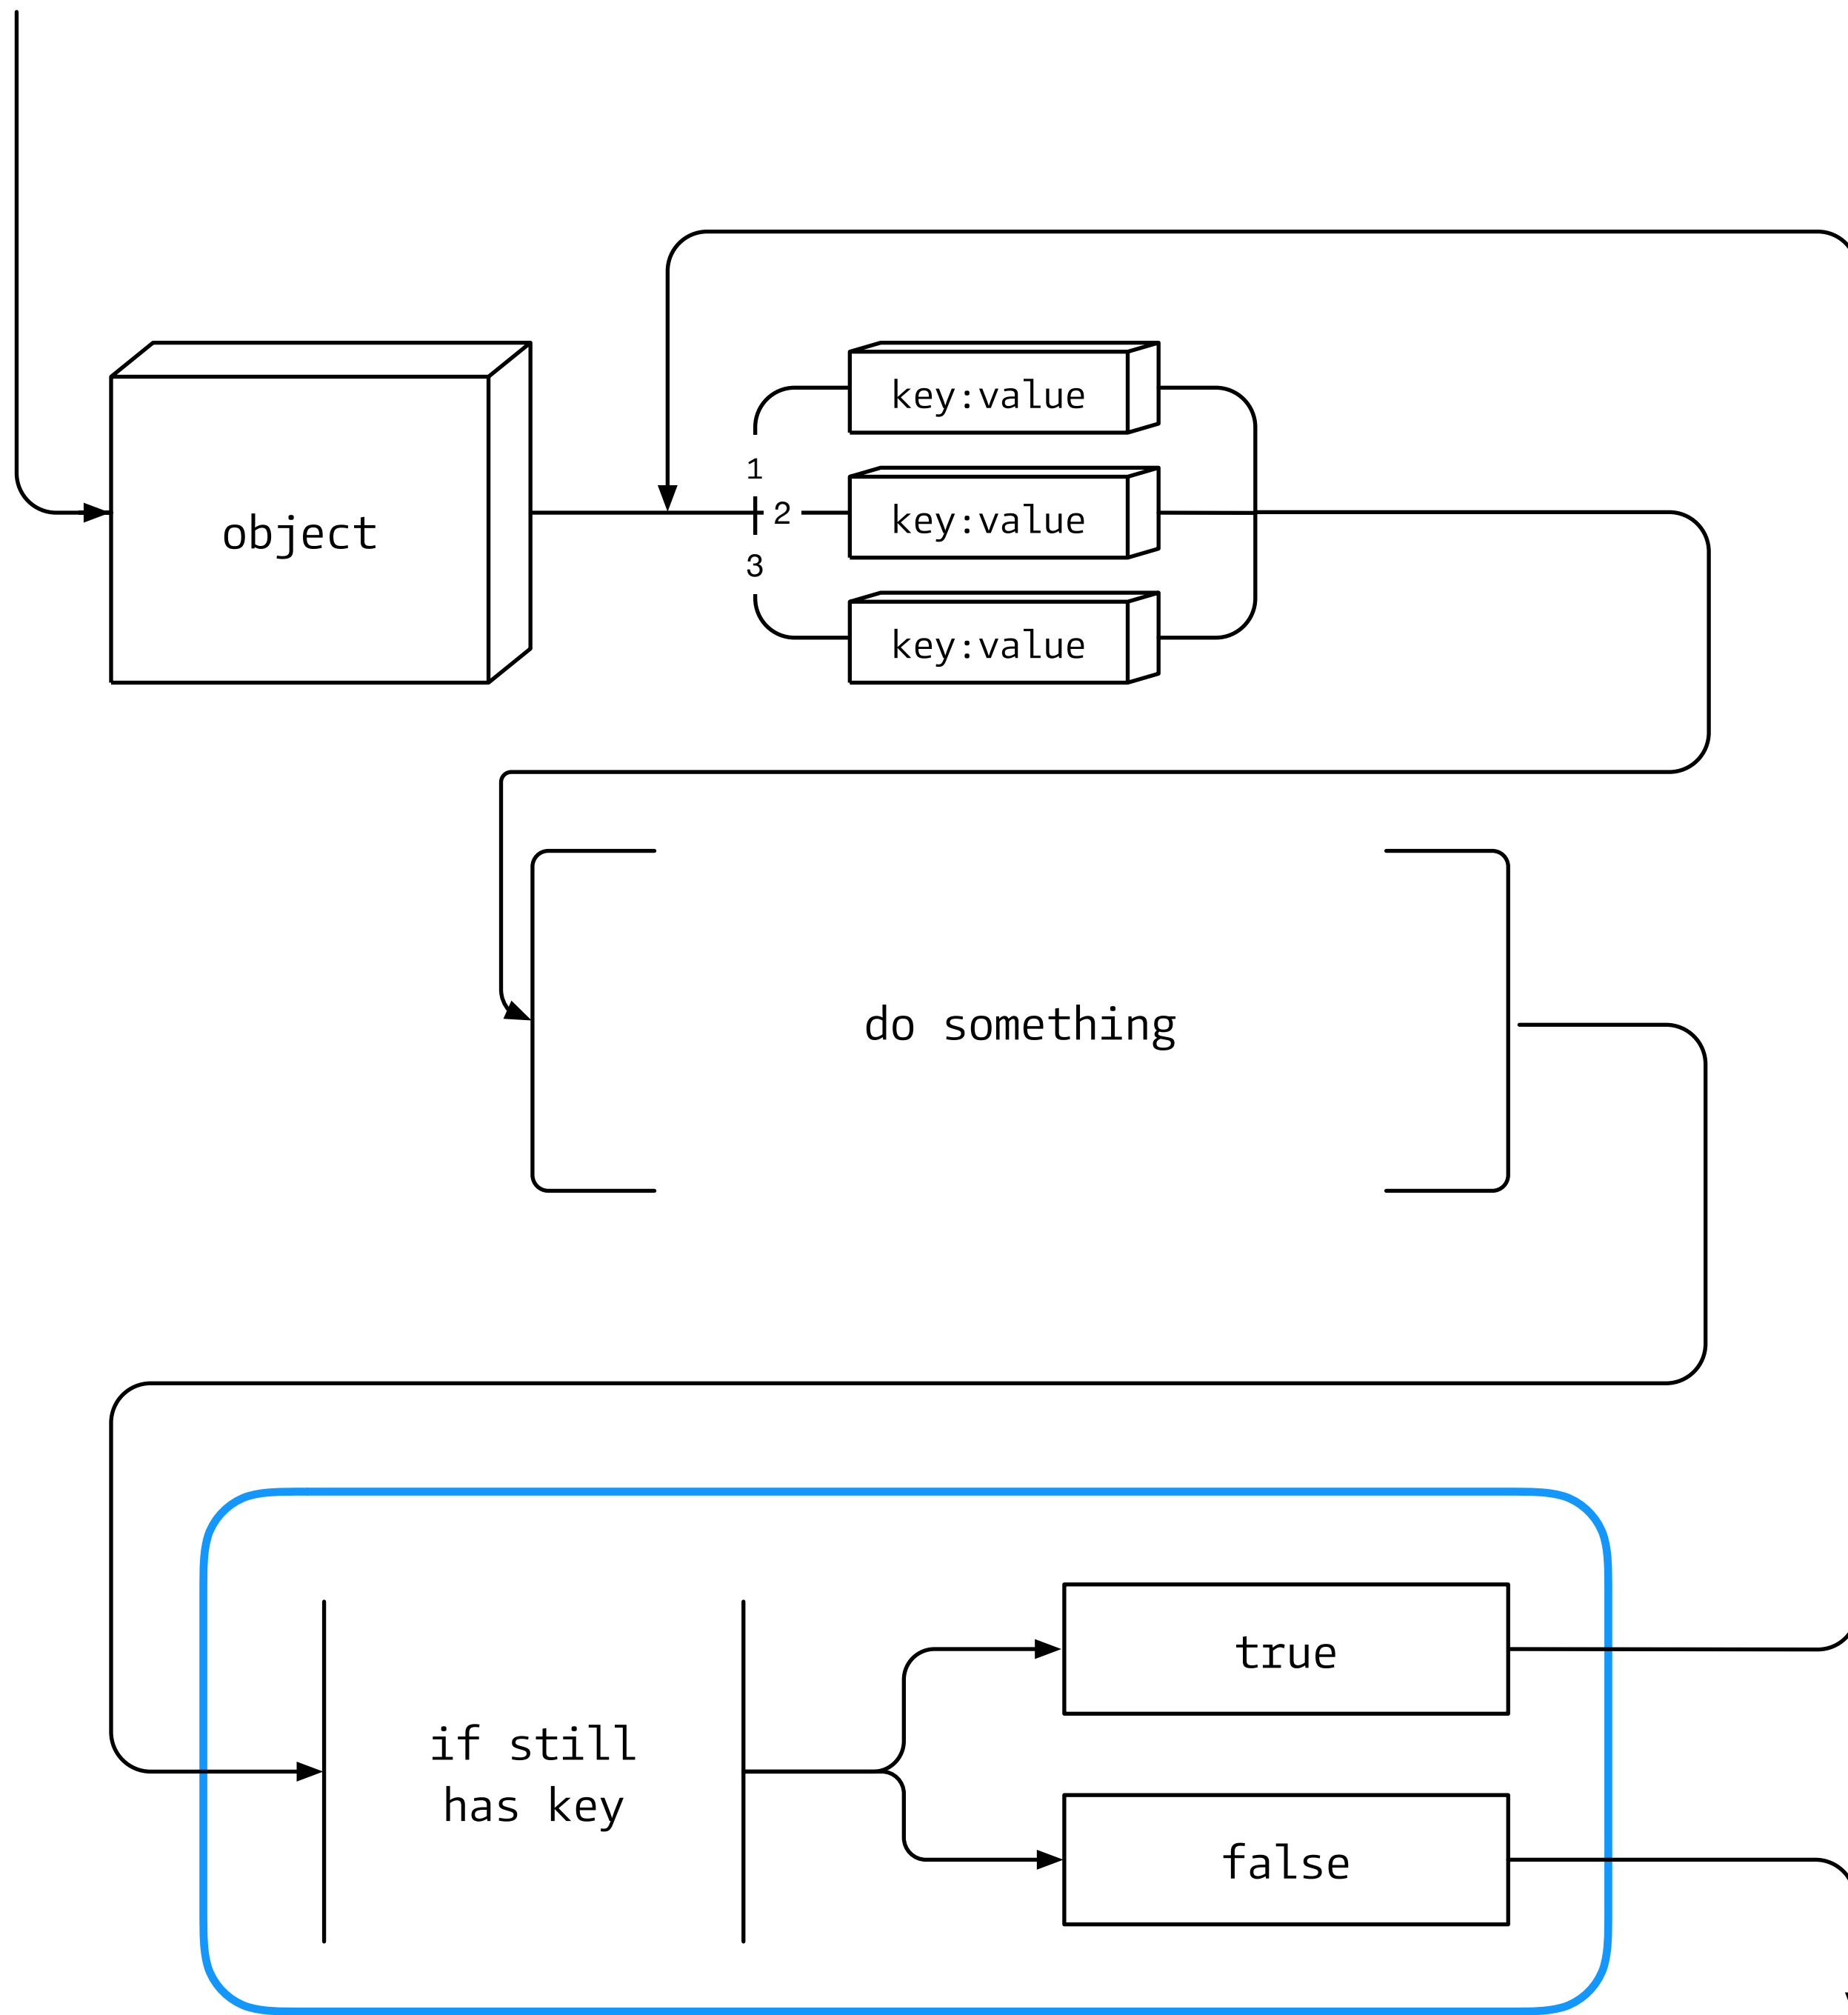 object
key:value
1
2
key:value
3
key:value
do something
if still
has key
true
false